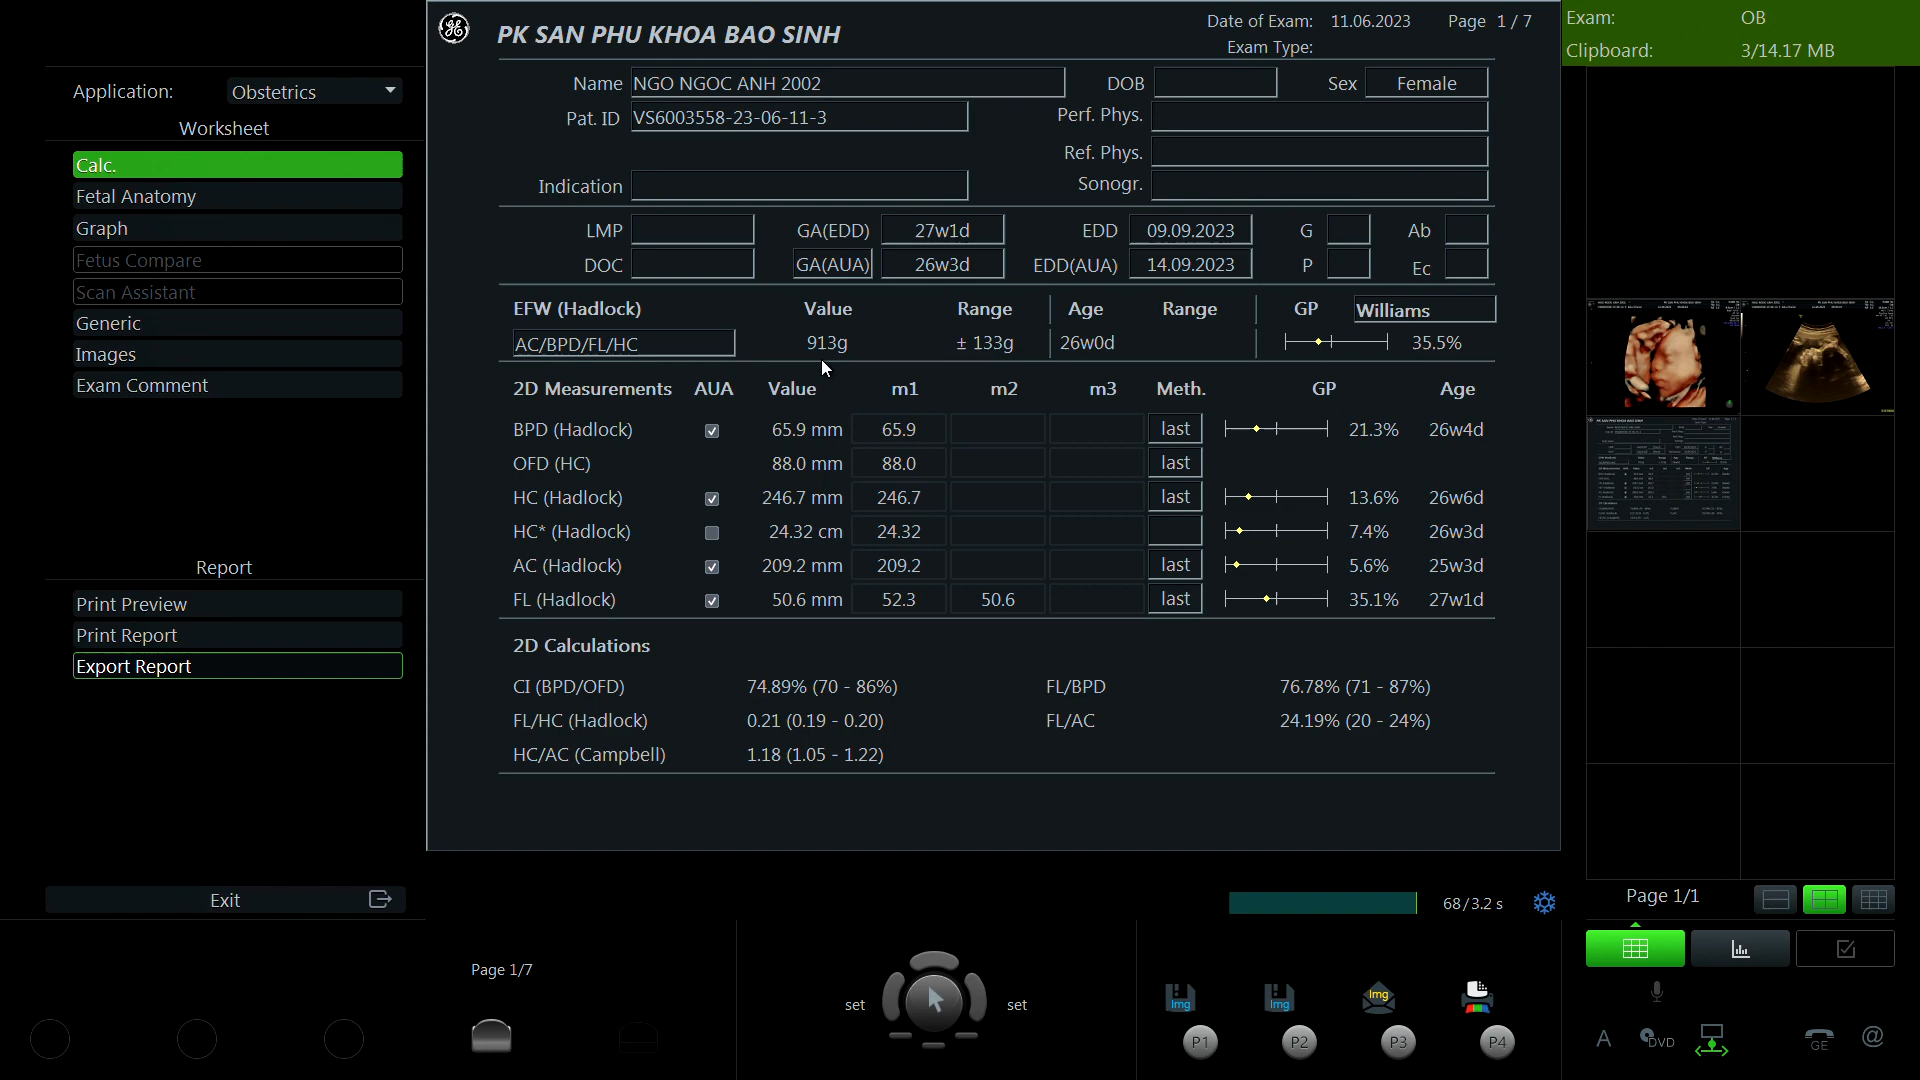 PK SAN PHU KHOA BAO SINH
Date of Exam: 11.06.2023 Page 1 / 7
Exam Type:
Exam: OB
Clipboard: 3/14.17 MB
Application: Obstetrics
Worksheet
Calc.
Fetal Anatomy
Graph
Fetus Compare
Scan Assistant
Generic
Images
Exam Comment
Report
Print Preview
Print Report
Export Report
Exit
Name NGO NGOC ANH 2002 DOB Sex Female
Pat. ID VS6003558-23-06-11-3 Perf. Phys.
Ref. Phys.
Indication Sonogr.
LMP GA(EDD) 27w1d EDD 09.09.2023 G Ab
DOC GA(AUA) 26w3d EDD(AUA) 14.09.2023 P Ec
EFW (Hadlock) Value Range Age Range GP Williams
AC/BPD/FL/HC 913g ± 133g 26w0d 35.5%
2D Measurements AUA Value m1 m2 m3 Meth. GP Age
BPD (Hadlock) 65.9 mm 65.9 last 21.3% 26w4d
OFD (HC) 88.0 mm 88.0 last
HC (Hadlock) 246.7 mm 246.7 last 13.6% 26w6d
HC* (Hadlock) 24.32 cm 24.32 7.4% 26w3d
AC (Hadlock) 209.2 mm 209.2 last 5.6% 25w3d
FL (Hadlock) 50.6 mm 52.3 50.6 last 35.1% 27w1d
2D Calculations
CI (BPD/OFD) 74.89% (70 - 86%) FL/BPD 76.78% (71 - 87%)
FL/HC (Hadlock) 0.21 (0.19 - 0.20) FL/AC 24.19% (20 - 24%)
HC/AC (Campbell) 1.18 (1.05 - 1.22)
68/3.2 s
Page 1/1
Page 1/7
set set
Img Img Img
P1 P2 P3 P4
A DVD GE @